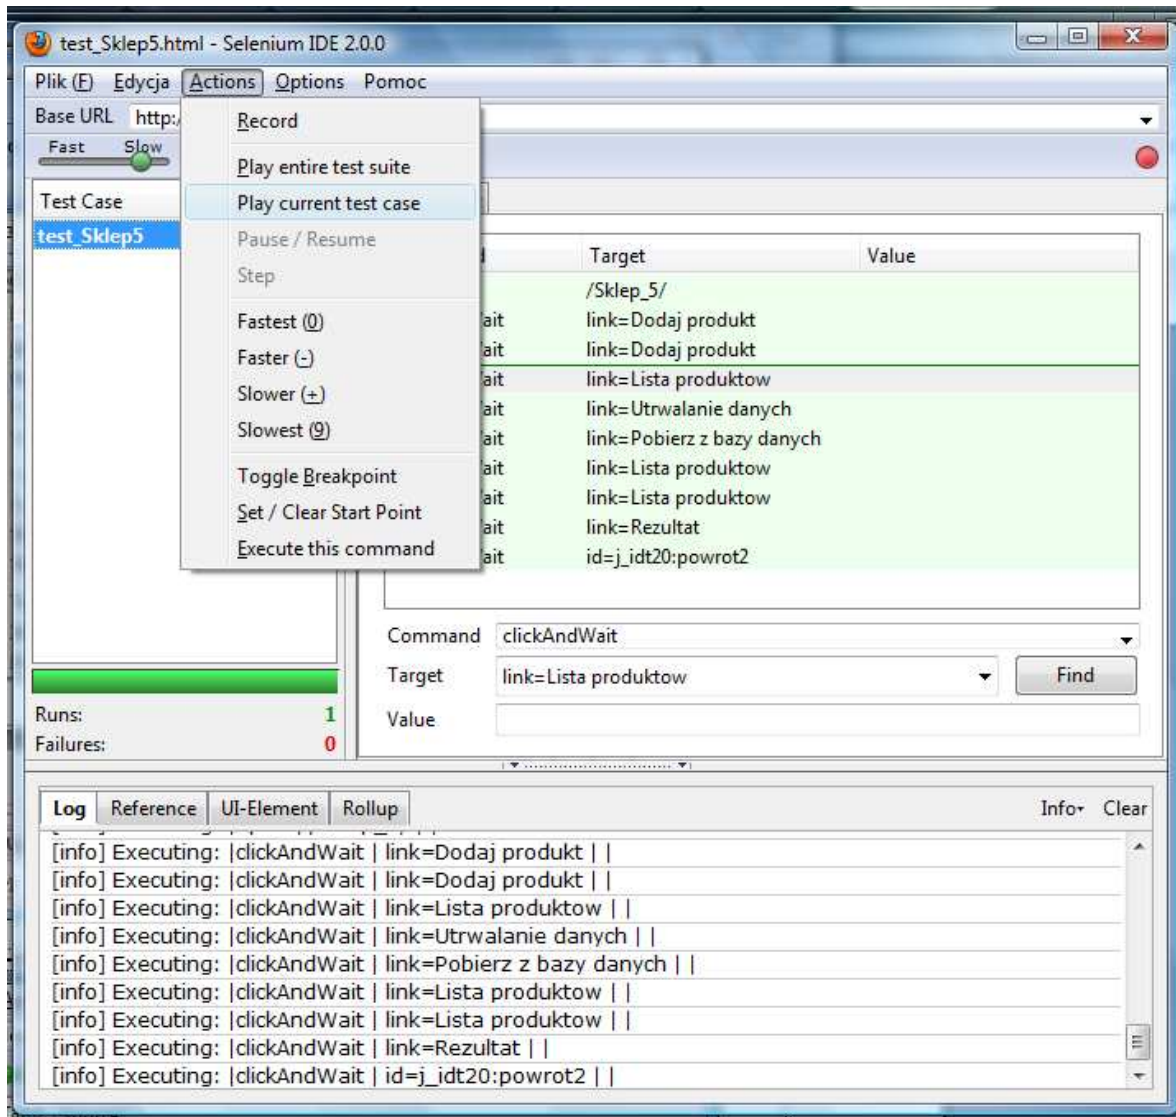 test_Sklep5.html - Selenium IDE 2.0.0
Plik (F) Edycja Actions Options Pomoc
Base URL http:/
Fast Slow
Record
Play entire test suite
Play current test case
Pause / Resume
Step
Fastest (0)
Faster (-)
Slower (+)
Slowest (9)
Toggle Breakpoint
Set / Clear Start Point
Execute this command
Test Case
test_Sklep5
Target Value
/Sklep_5/
ait link=Dodaj produkt
ait link=Dodaj produkt
ait link=Lista produktow
ait link=Utrwalanie danych
ait link=Pobierz z bazy danych
ait link=Lista produktow
ait link=Lista produktow
ait link=Rezultat
ait id=j_idt20:powrot2
Command clickAndWait
Target link=Lista produktow Find
Value
Runs: 1
Failures: 0
Log Reference UI-Element Rollup Info Clear
[info] Executing: |clickAndWait | link=Dodaj produkt | |
[info] Executing: |clickAndWait | link=Dodaj produkt | |
[info] Executing: |clickAndWait | link=Lista produktow | |
[info] Executing: |clickAndWait | link=Utrwalanie danych | |
[info] Executing: |clickAndWait | link=Pobierz z bazy danych | |
[info] Executing: |clickAndWait | link=Lista produktow | |
[info] Executing: |clickAndWait | link=Lista produktow | |
[info] Executing: |clickAndWait | link=Rezultat | |
[info] Executing: |clickAndWait | id=j_idt20:powrot2 | |